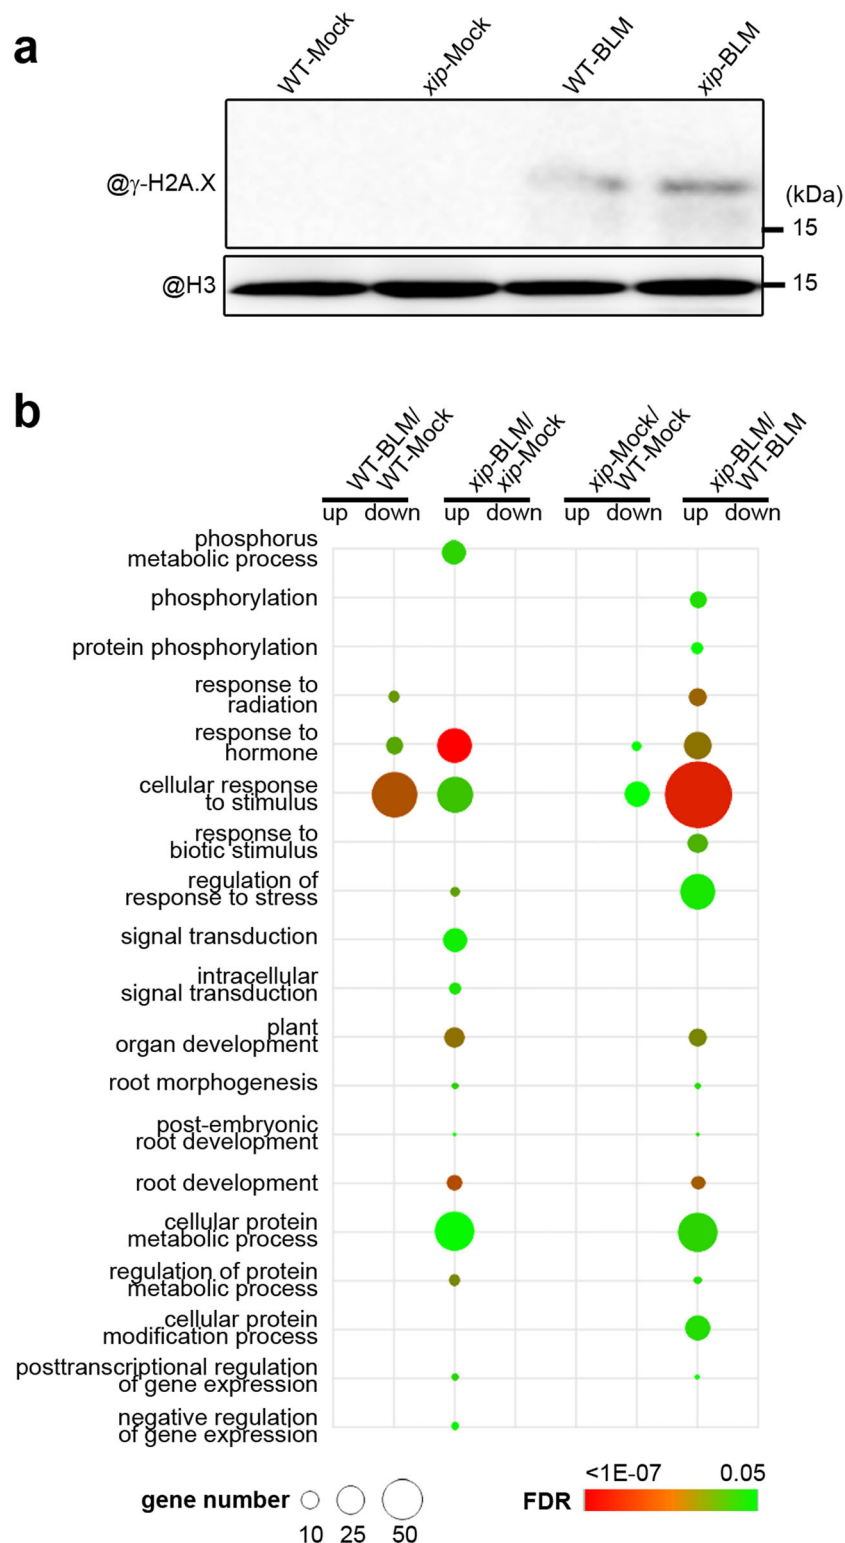 a
WT-Mock
xip-Mock
WT-BLM
xip-BLM
@γ-H2A.X
(kDa)
15
@H3
15
b
WT-BLM/
WT-Mock
xip-BLM/
xip-Mock
xip-Mock/
WT-Mock
xip-BLM/
WT-BLM
up down up down up down up down
phosphorus
metabolic process
phosphorylation
protein phosphorylation
response to
radiation
response to
hormone
cellular response
to stimulus
response to
biotic stimulus
regulation of
response to stress
signal transduction
intracellular
signal transduction
plant
organ development
root morphogenesis
post-embryonic
root development
root development
cellular protein
metabolic process
regulation of protein
metabolic process
cellular protein
modification process
posttranscriptional regulation
of gene expression
negative regulation
of gene expression
<1E-07 0.05
gene number FDR
10 25 50